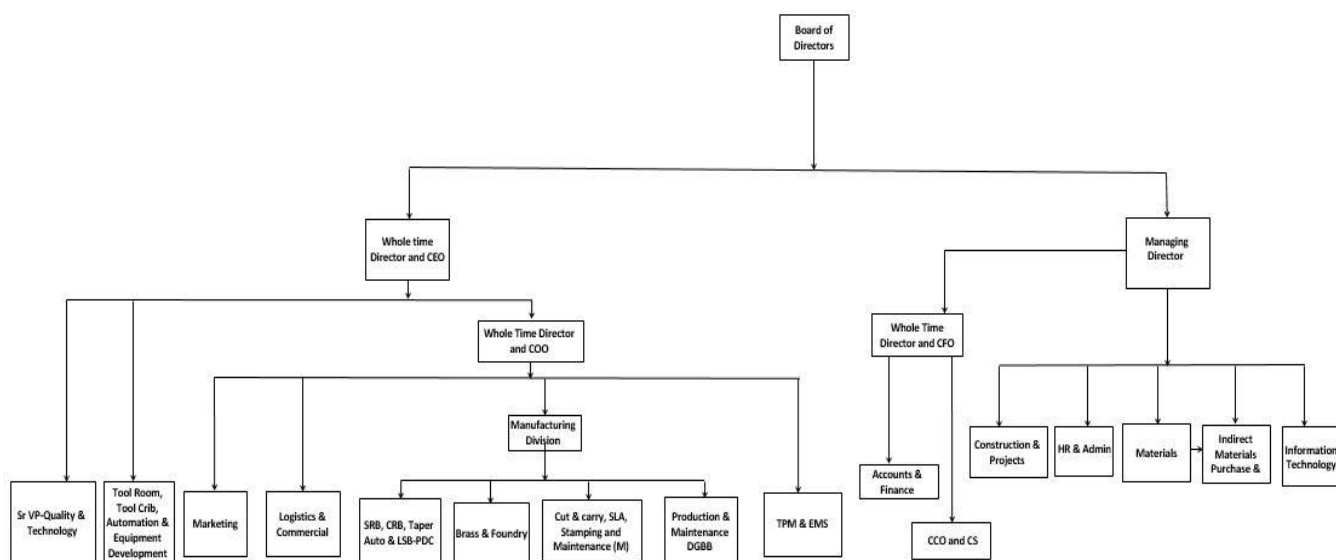 Board of
Directors
Whole time
Director and CEO
Managing
Director
Whole Time Director
and COO
Whole Time
Director and CFO
Manufacturing
Division
Construction &
Projects
HR & Admin
Materials
Indirect
Materials
Purchase &
Information
Technology
Accounts &
Finance
Sr VP-Quality &
Technology
Tool Room,
Tool Crib,
Automation &
Equipment
Development
Marketing
Logistics &
Commercial
SRB, CRB, Taper
Auto & LSB-PDC
Brass & Foundry
Cut & carry, SLA,
Stamping and
Maintenance (M)
Production &
Maintenance
DGBB
TPM & EMS
CCO and CS